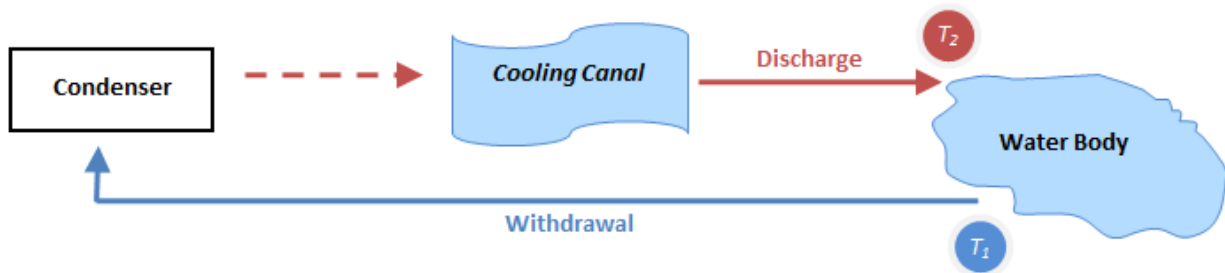 T2
Condenser
Cooling Canal
Discharge
Water Body
Withdrawal
T1